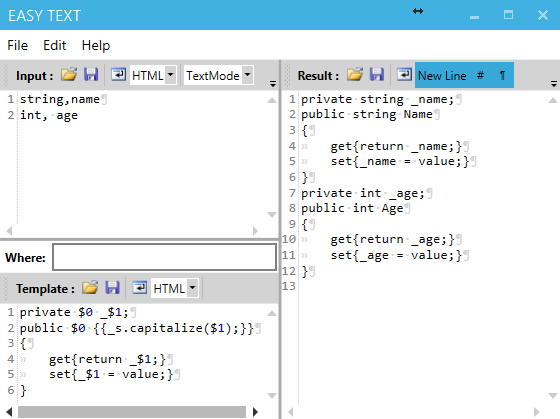 EASY TEXT
File Edit Help
Input : HTML TextMode
1 string,name¶
2 int, age
Where:
Template : HTML
1 private $0 _$1;¶
2 public $0 {{_s.capitalize($1);}}¶
3 {¶
4 » get{return _$1;}¶
5 » set{_$1 = value;}¶
6 }
Result : New Line # ¶
1 private string _name;¶
2 public string Name¶
3 {¶
4 » get{return _name;}¶
5 » set{_name = value;}¶
6 }¶
7 private int _age;¶
8 public int Age¶
9 {¶
10 » get{return _age;}¶
11 » set{_age = value;}¶
12 }¶
13